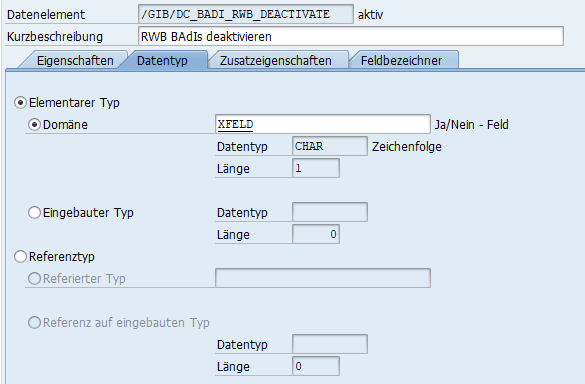 Datenelement /GIB/DC_BADI_RWB_DEACTIVATE aktiv
Kurzbeschreibung RWB BAdIs deaktivieren
Eigenschaften Datentyp Zusatzeigenschaften Feldbezeichner
Elementarer Typ
Domäne XFELD Ja/Nein - Feld
Datentyp CHAR Zeichenfolge
Länge 1
Eingebauter Typ Datentyp
Länge 0
Referenztyp
Referierter Typ
Referenz auf eingebauten Typ
Datentyp
Länge 0